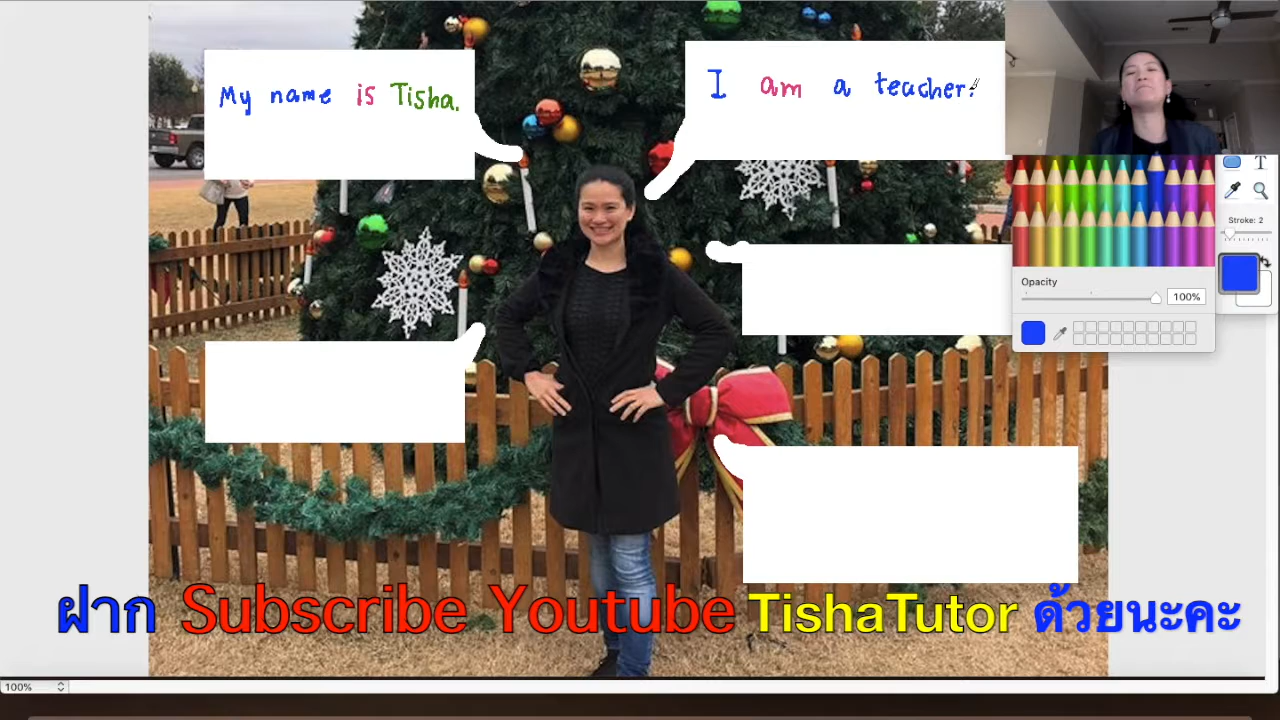 My name is Tisha.
I am a teacher.
T
Stroke: 2
Opacity
100%
ฝาก Subscribe Youtube TishaTutor ด้วยนะคะ
100%